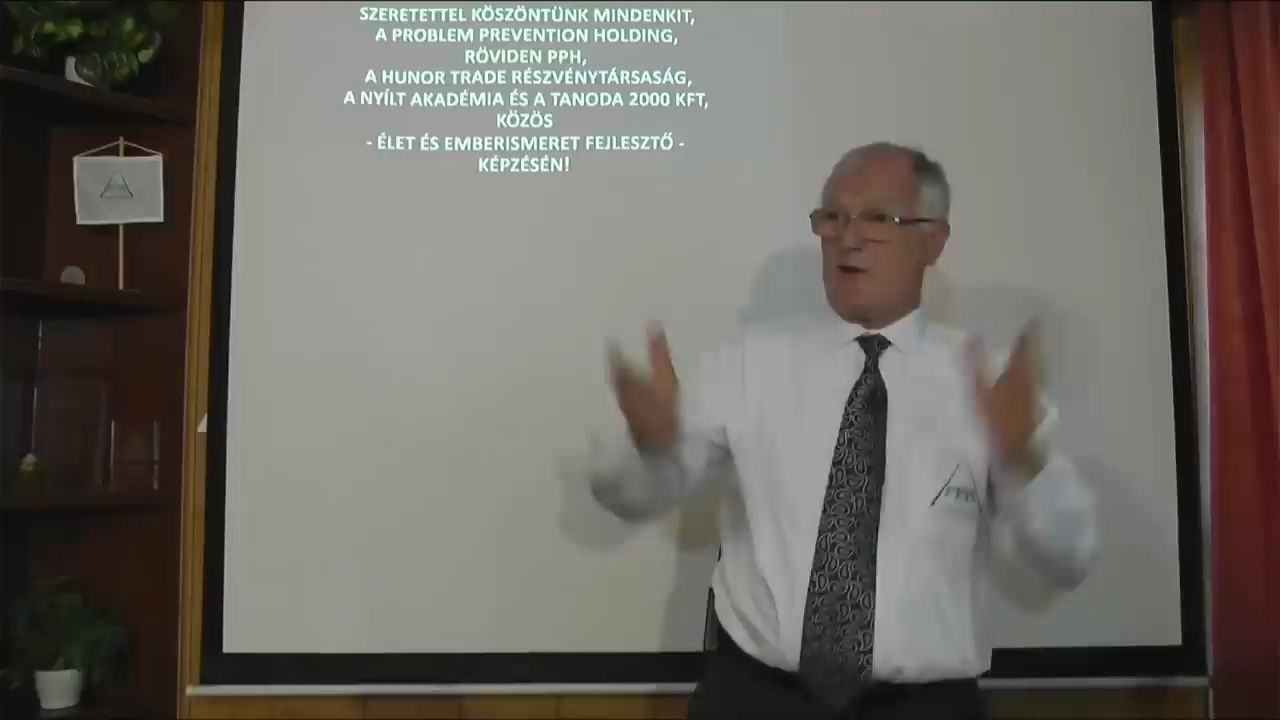 SZERETETTEL KÖSZÖNTÜNK MINDENKIT,
A PROBLEM PREVENTION HOLDING,
RÖVIDEN PPH,
A HUNOR TRADE RÉSZVÉNYTÁRSASÁG,
A NYÍLT AKADÉMIA ÉS A TANODA 2000 KFT,
KÖZÖS
- ÉLET ÉS EMBERISMERET FEJLESZTŐ -
KÉPZÉSÉN!